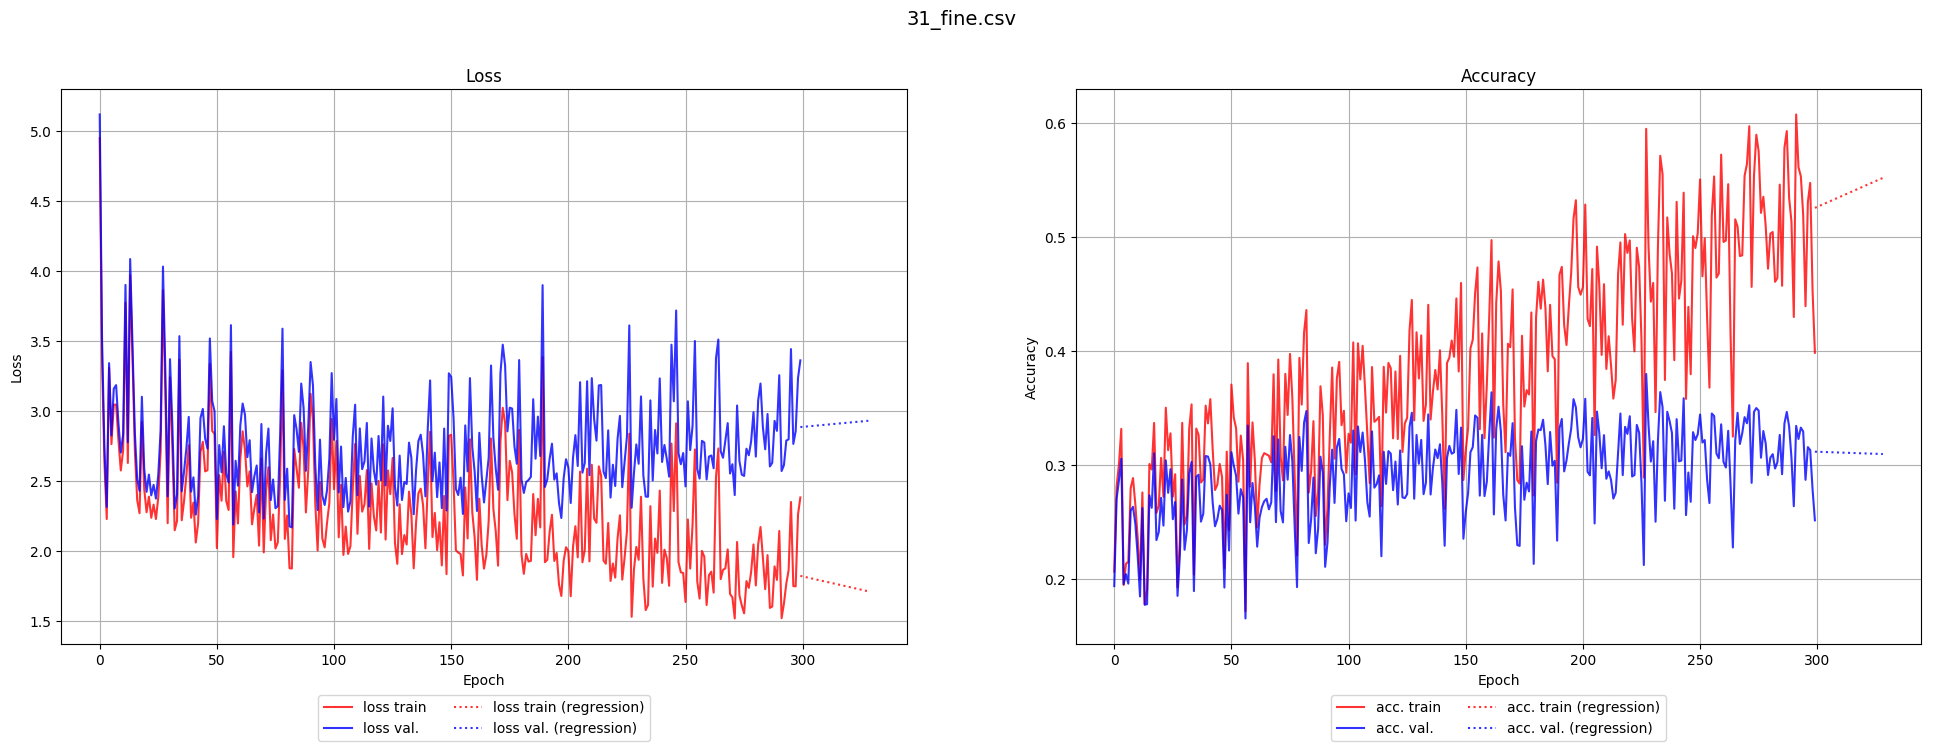 31_fine.csv
Loss
Loss
5.0
4.5
4.0
3.5
3.0
2.5
2.0
1.5
0 50 100 150 200 250 300
Epoch
loss train loss train (regression)
loss val. loss val. (regression)
Accuracy
Accuracy
0.6
0.5
0.4
0.3
0.2
0 50 100 150 200 250 300
Epoch
acc. train acc. train (regression)
acc. val. acc. val. (regression)